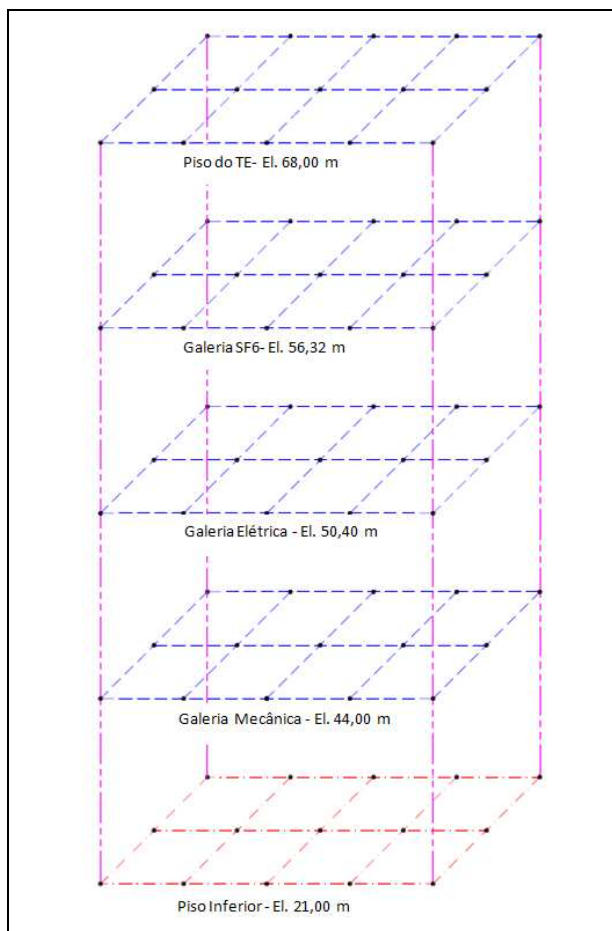 Piso do TE- El. 68,00 m
Galeria SF6- El. 56,32 m
Galeria Elétrica - El. 50,40 m
Galeria Mecânica - El. 44,00 m
Piso Inferior- El. 21,00 m